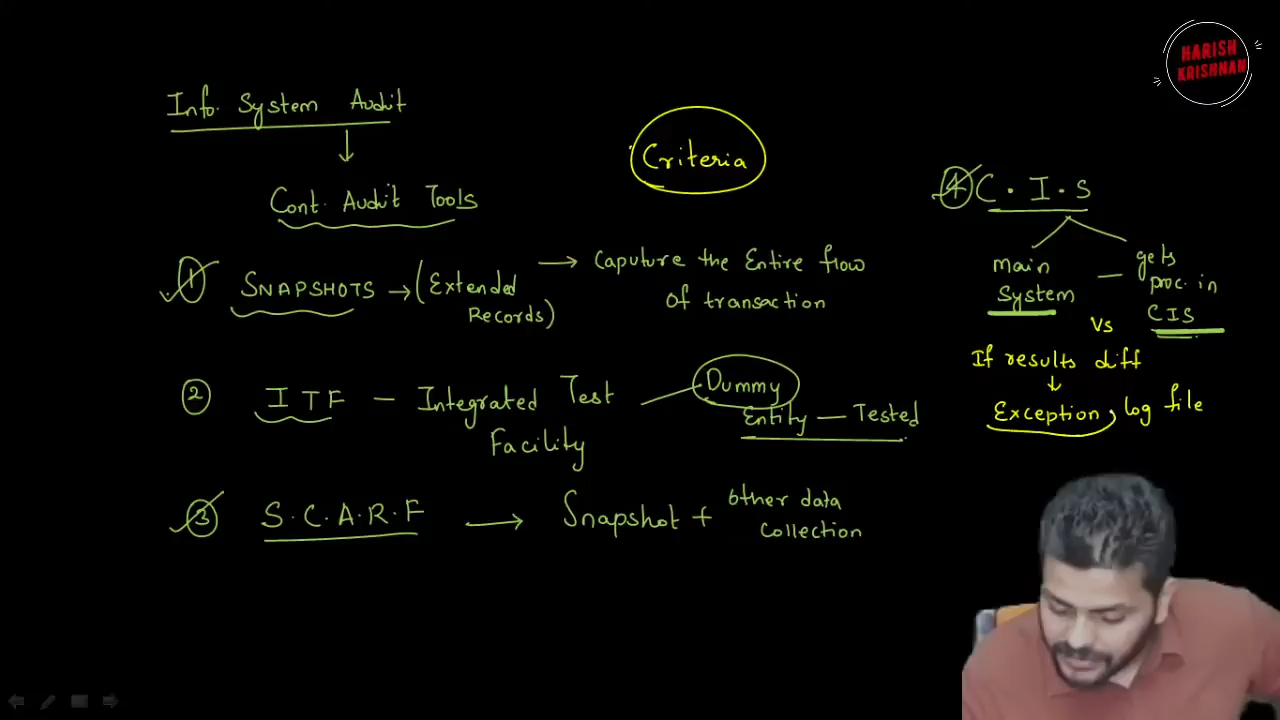 HARISH
KRISHNAN
Info. System Audit
Cont. Audit Tools
Criteria
① SNAPSHOTS → (Extended
Records)
→ Caputure the Entire flow
of transaction
② ITF - Integrated Test
Facility
Dummy
Entity - Tested
③ S.C.A.R.F → Snapshot + other data
collection
④ C.I.S
main
System
- gets
proc. in
CIS
Vs
If results diff
↓
Exception, log file